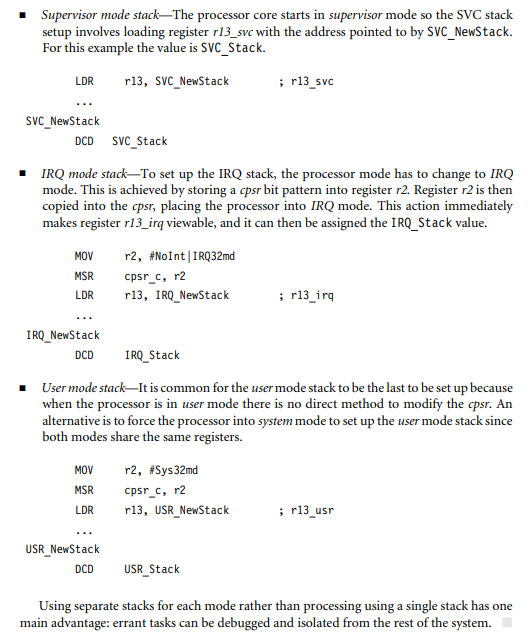 ■ Supervisor mode stack—The processor core starts in supervisor mode so the SVC stack
setup involves loading register r13_svc with the address pointed to by SVC_NewStack.
For this example the value is SVC_Stack.
LDR r13, SVC_NewStack ; r13_svc
...
SVC_NewStack
DCD SVC_Stack
■ IRQ mode stack—To set up the IRQ stack, the processor mode has to change to IRQ
mode. This is achieved by storing a cpsr bit pattern into register r2. Register r2 is then
copied into the cpsr, placing the processor into IRQ mode. This action immediately
makes register r13_irq viewable, and it can then be assigned the IRQ_Stack value.
MOV r2, #NoInt|IRQ32md
MSR cpsr_c, r2
LDR r13, IRQ_NewStack ; r13_irq
...
IRQ_NewStack
DCD IRQ_Stack
■ User mode stack—It is common for the user mode stack to be the last to be set up because
when the processor is in user mode there is no direct method to modify the cpsr. An
alternative is to force the processor into system mode to set up the user mode stack since
both modes share the same registers.
MOV r2, #Sys32md
MSR cpsr_c, r2
LDR r13, USR_NewStack ; r13_usr
...
USR_NewStack
DCD USR_Stack
Using separate stacks for each mode rather than processing using a single stack has one
main advantage: errant tasks can be debugged and isolated from the rest of the system.